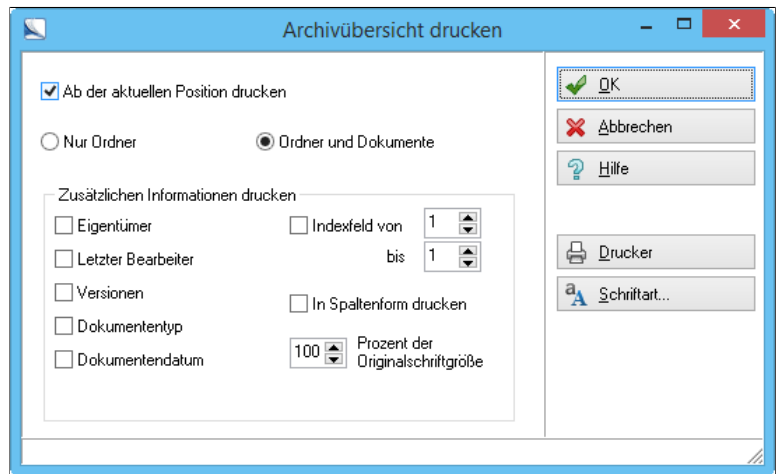 Archivübersicht drucken
Ab der aktuellen Position drucken
Nur Ordner
Ordner und Dokumente
Zusätzlichen Informationen drucken
Eigentümer
Letzter Bearbeiter
Versionen
Dokumententyp
Dokumentendatum
Indexfeld von 1
bis 1
In Spaltenform drucken
100 Prozent der
Originalschriftgröße
OK
Abbrechen
Hilfe
Drucker
Schriftart...